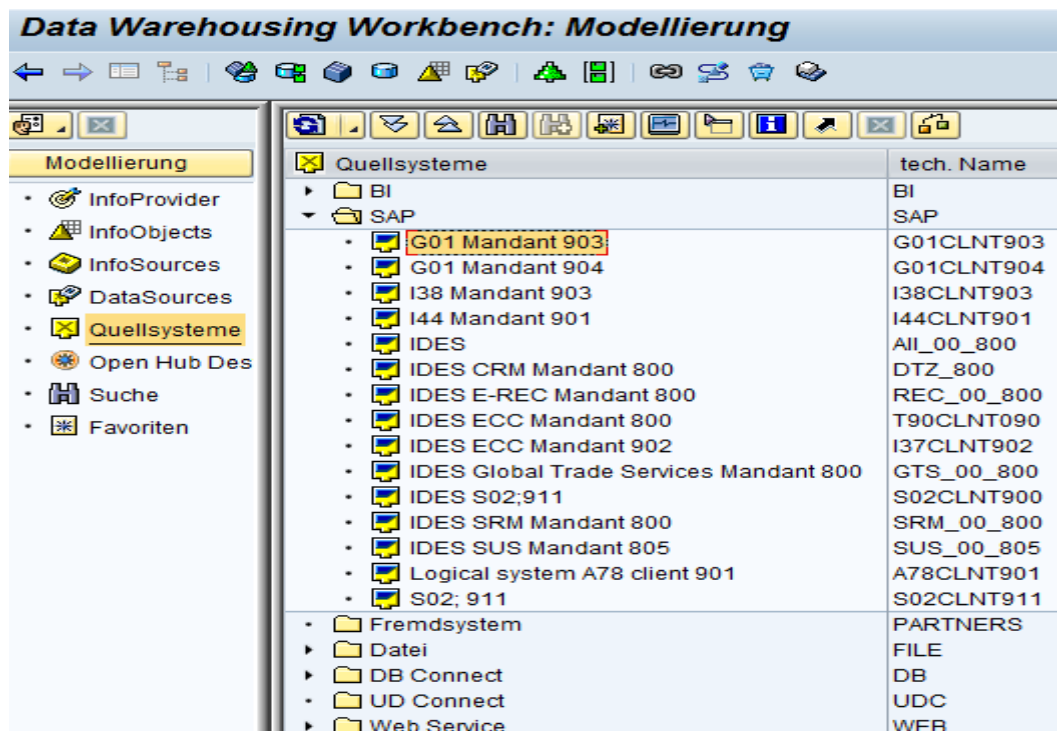 Data Warehousing Workbench: Modellierung
Modellierung
InfoProvider
InfoObjects
InfoSources
DataSources
Quellsysteme
Open Hub Des
Suche
Favoriten
Quellsysteme tech. Name
BI BI
SAP SAP
G01 Mandant 903 G01CLNT903
G01 Mandant 904 G01CLNT904
I38 Mandant 903 I38CLNT903
I44 Mandant 901 I44CLNT901
IDES AII_00_800
IDES CRM Mandant 800 DTZ_800
IDES E-REC Mandant 800 REC_00_800
IDES ECC Mandant 800 T90CLNT090
IDES ECC Mandant 902 I37CLNT902
IDES Global Trade Services Mandant 800 GTS_00_800
IDES S02;911 S02CLNT900
IDES SRM Mandant 800 SRM_00_800
IDES SUS Mandant 805 SUS_00_805
Logical system A78 client 901 A78CLNT901
S02; 911 S02CLNT911
Fremdsystem PARTNERS
Datei FILE
DB Connect DB
UD Connect UDC
Web Service WEB